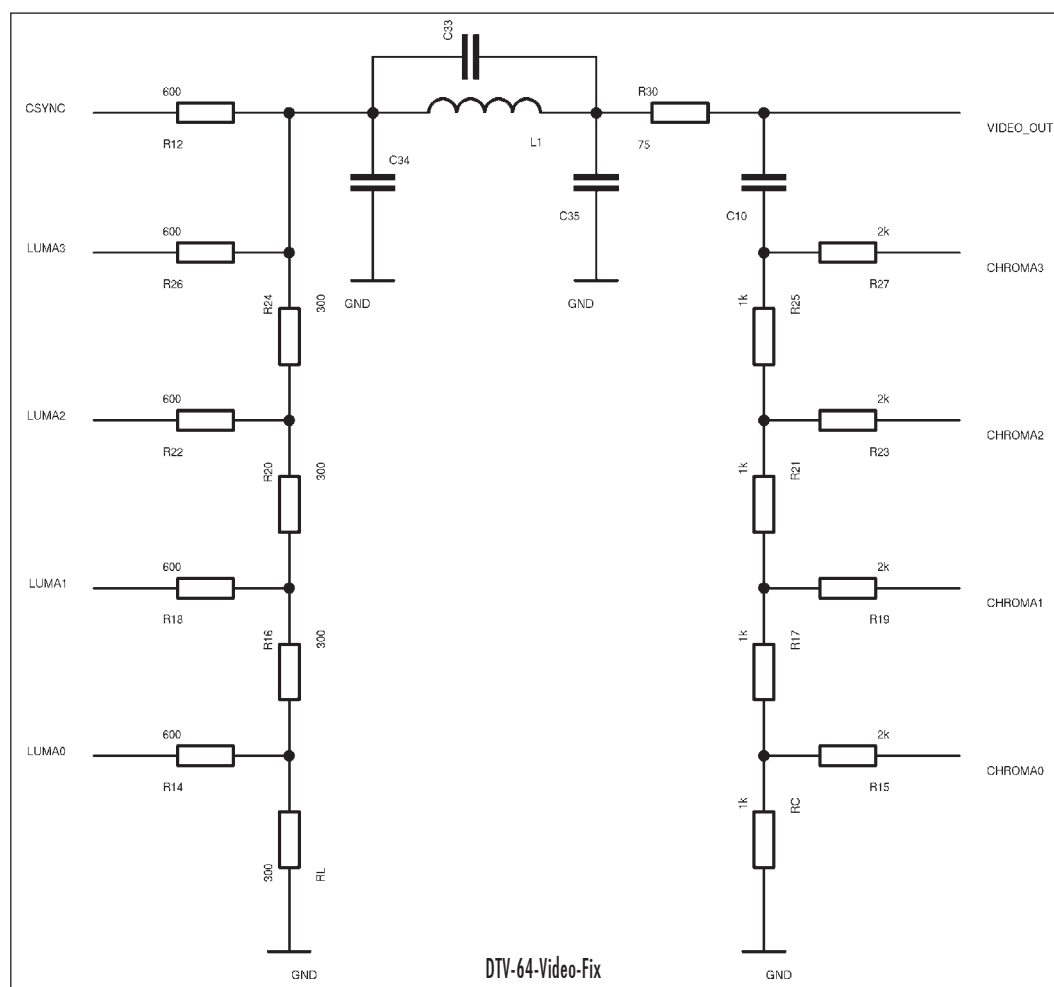 C33
CSYNC
600
R12
L1
R30
75
VIDEO_OUT
C34
C35
C10
LUMA3
600
R26
GND
GND
2k
R27
CHROMA3
R24
300
1k
R25
LUMA2
600
R22
2k
R23
CHROMA2
R20
300
1k
R21
LUMA1
600
R18
2k
R19
CHROMA1
R16
300
1k
R17
LUMA0
600
R14
2k
R15
CHROMA0
300
RL
1k
RC
GND
DTV-64-Video-Fix
GND